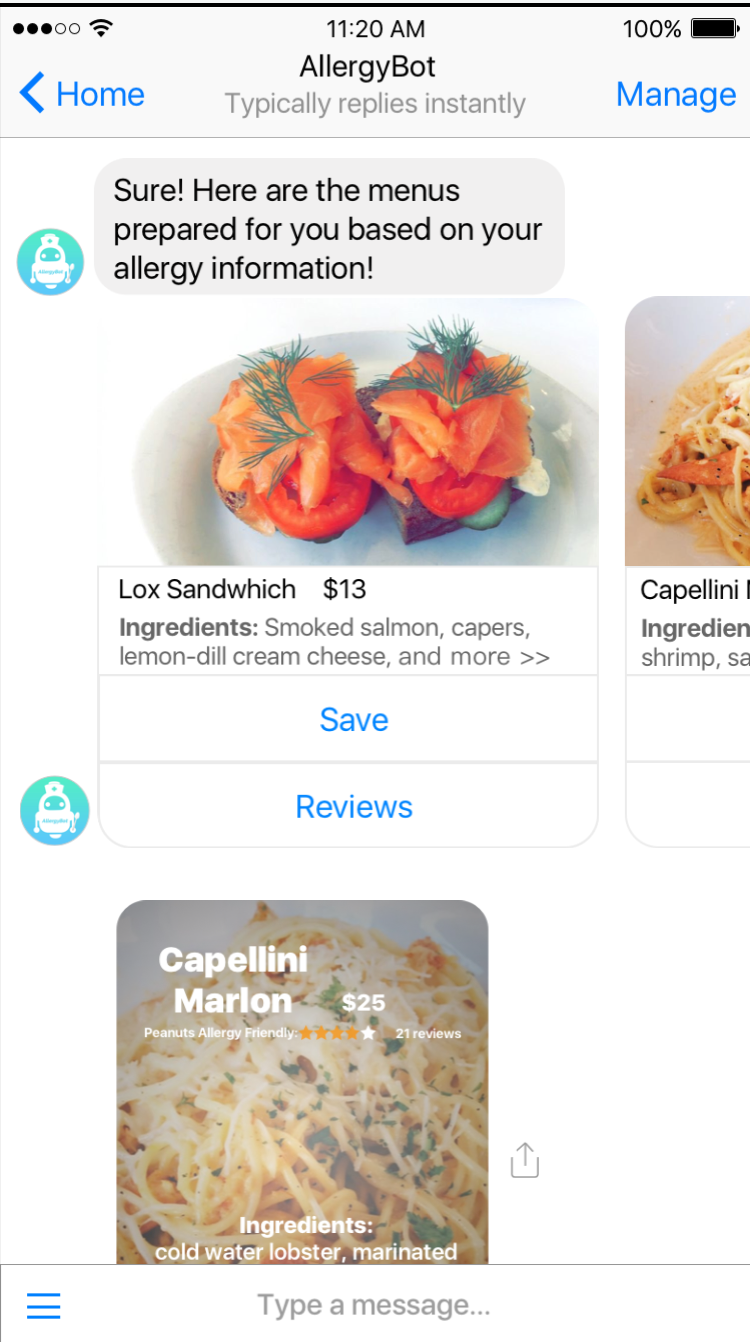 11:20 AM
100%
AllergyBot
Home
Typically replies instantly
Manage
Sure! Here are the menus
prepared for you based on your
allergy information!
AllergyBot
Lox Sandwhich $13
Ingredients: Smoked salmon, capers,
lemon-dill cream cheese, and more >>
Save
Reviews
Capellini
Ingredien
shrimp, sa
AllergyBot
Capellini
Marlon $25
Peanuts Allergy Friendly: 21 reviews
Ingredients:
cold water lobster, marinated
Type a message...